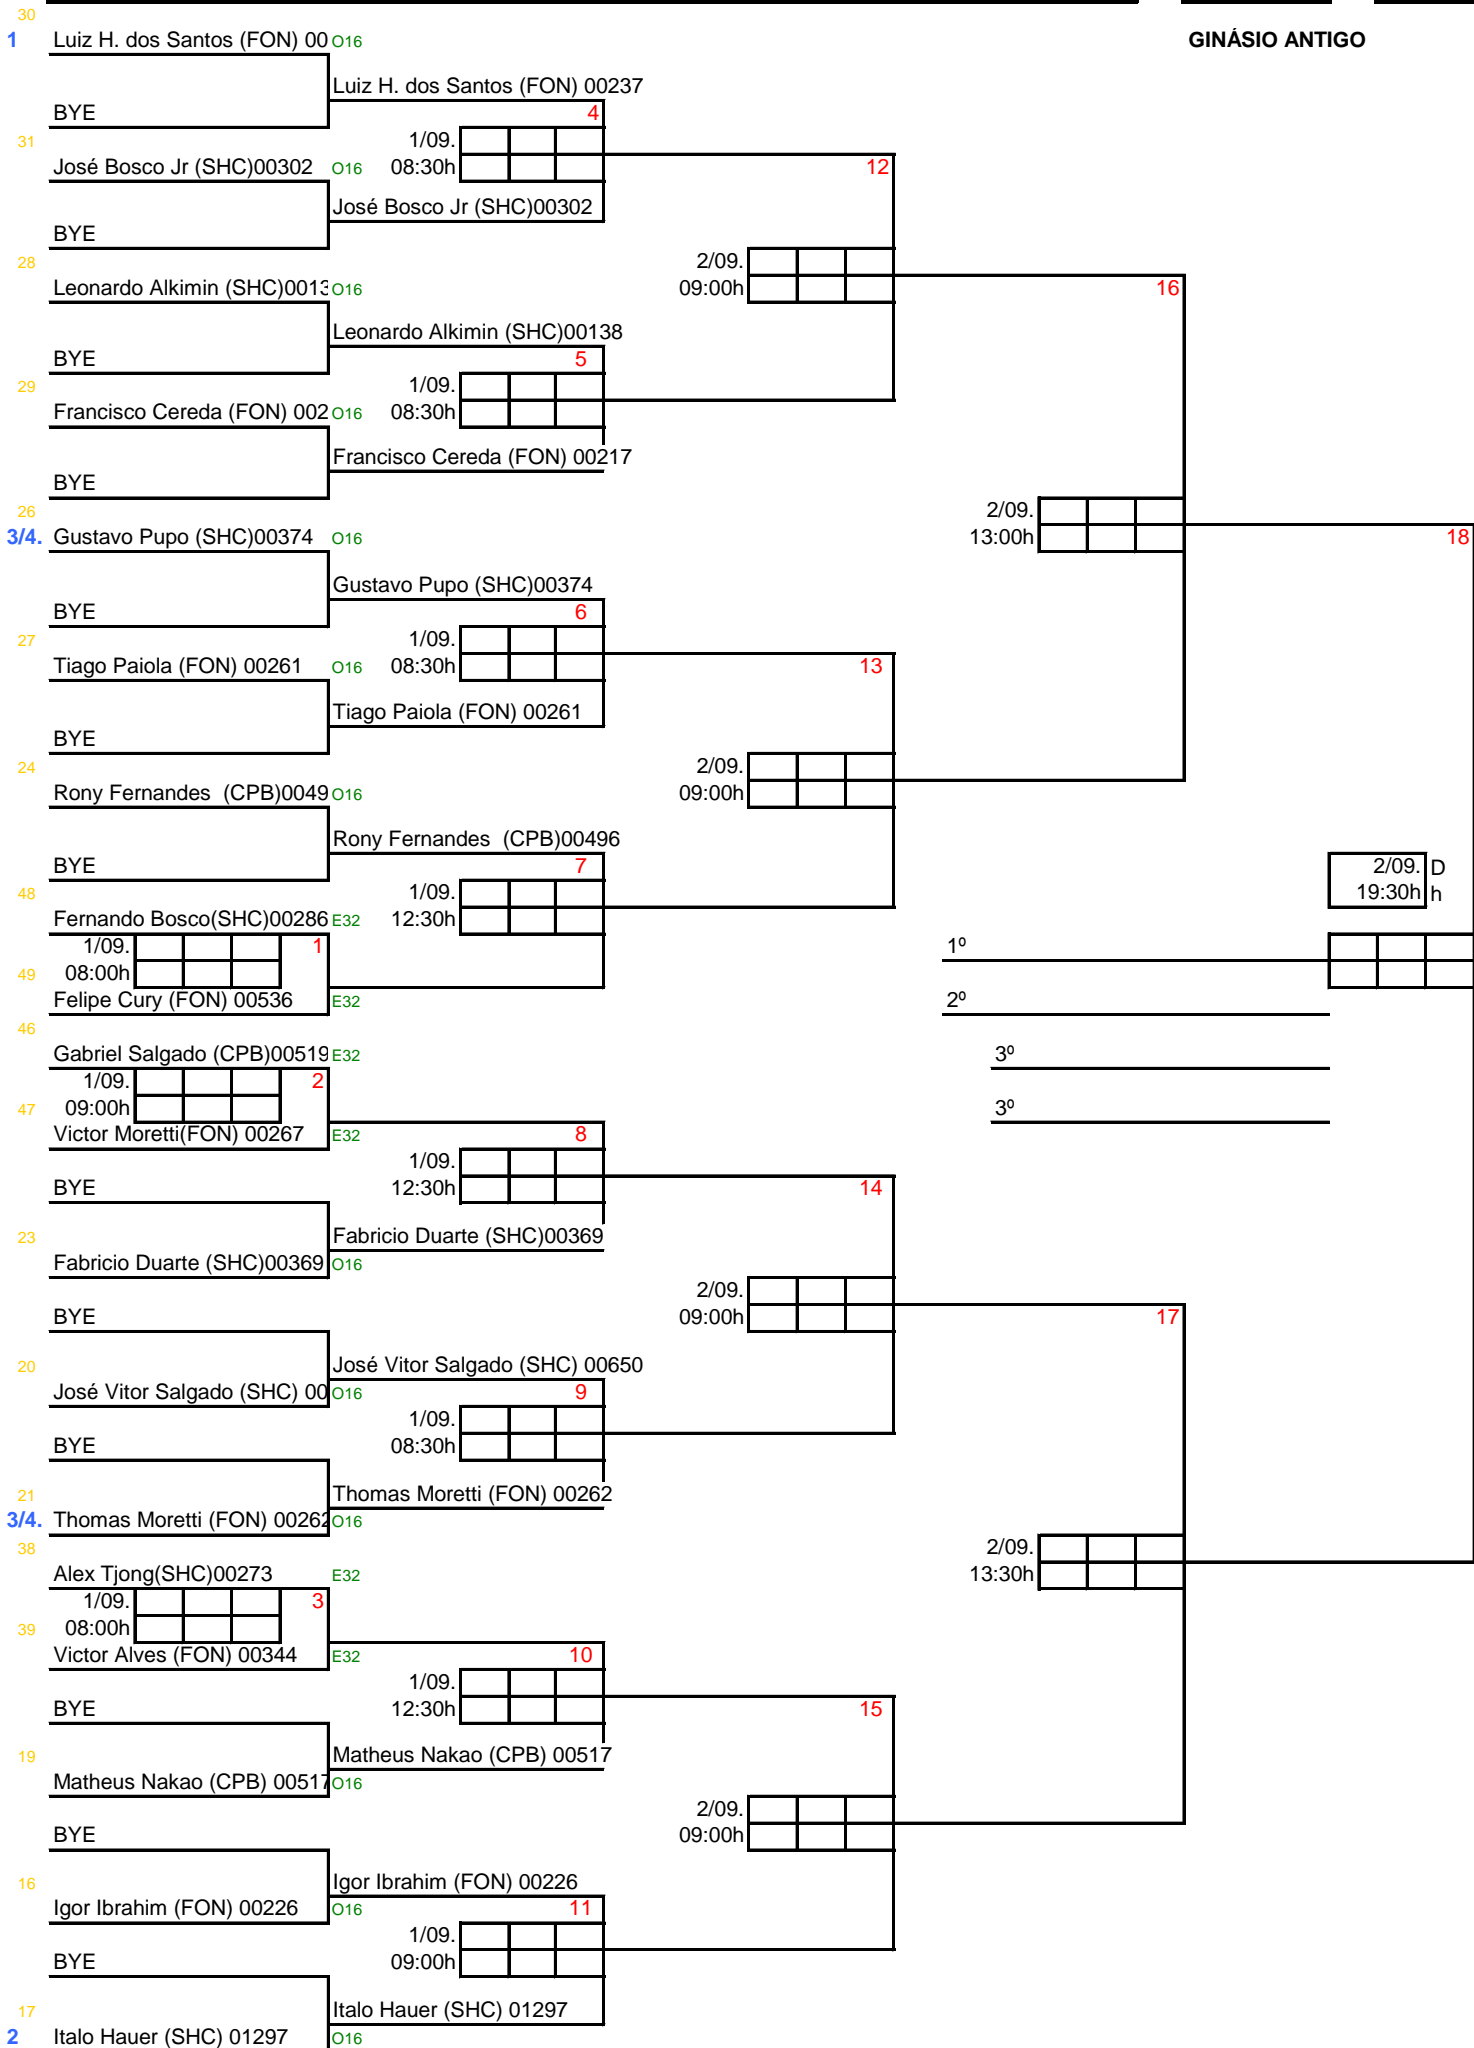 30
1 Luiz H. dos Santos (FON) 00 O16 GINÁSIO ANTIGO
Luiz H. dos Santos (FON) 00237
BYE 4
31 1/09.
José Bosco Jr (SHC)00302 O16 08:30h 12
José Bosco Jr (SHC)00302
BYE
28 2/09.
Leonardo Alkimin (SHC)0013 O16 09:00h 16
Leonardo Alkimin (SHC)00138
BYE 5
29 1/09.
Francisco Cereda (FON) 002 O16 08:30h
Francisco Cereda (FON) 00217
BYE
26 2/09.
3/4. Gustavo Pupo (SHC)00374 O16 13:00h 18
Gustavo Pupo (SHC)00374
BYE 6
27 1/09.
Tiago Paiola (FON) 00261 O16 08:30h 13
Tiago Paiola (FON) 00261
BYE
24 2/09.
Rony Fernandes (CPB)0049 O16 09:00h
Rony Fernandes (CPB)00496
BYE 7 2/09. D
48 1/09. 19:30h h
Fernando Bosco(SHC)00286 E32 12:30h
1/09. 1 1º
49 08:00h
Felipe Cury (FON) 00536 E32 2º
46
Gabriel Salgado (CPB)00519 E32 3º
1/09. 2
47 09:00h 3º
Victor Moretti(FON) 00267 E32 8
1/09.
BYE 12:30h 14
23 Fabricio Duarte (SHC)00369
Fabricio Duarte (SHC)00369 O16
2/09.
BYE 09:00h 17
20 José Vitor Salgado (SHC) 00650
José Vitor Salgado (SHC) 00 O16 9
1/09.
BYE 08:30h
21 Thomas Moretti (FON) 00262
3/4. Thomas Moretti (FON) 00262 O16
38 2/09.
Alex Tjong(SHC)00273 E32 13:30h
1/09. 3
39 08:00h
Victor Alves (FON) 00344 E32 10
1/09.
BYE 12:30h 15
19 Matheus Nakao (CPB) 00517
Matheus Nakao (CPB) 00517 O16
2/09.
BYE 09:00h
16 Igor Ibrahim (FON) 00226
Igor Ibrahim (FON) 00226 O16 11
1/09.
BYE 09:00h
17 Italo Hauer (SHC) 01297
2 Italo Hauer (SHC) 01297 O16